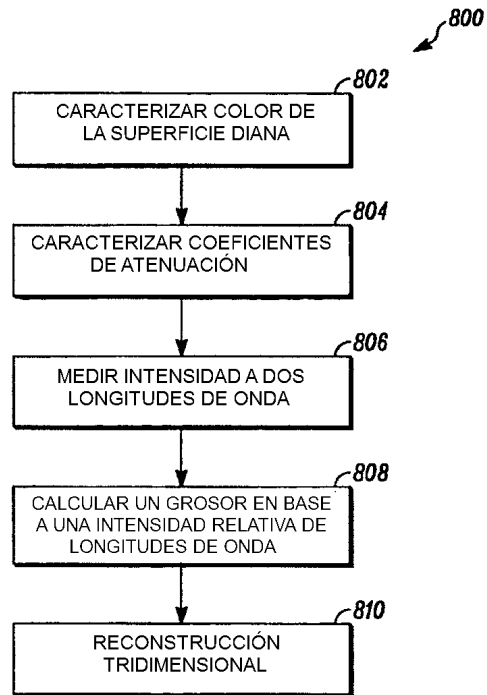 800
802
CARACTERIZAR COLOR DE
LA SUPERFICIE DIANA
804
CARACTERIZAR COEFICIENTES
DE ATENUACIÓN
806
MEDIR INTENSIDAD A DOS
LONGITUDES DE ONDA
808
CALCULAR UN GROSOR EN BASE
A UNA INTENSIDAD RELATIVA DE
LONGITUDES DE ONDA
810
RECONSTRUCCIÓN
TRIDIMENSIONAL